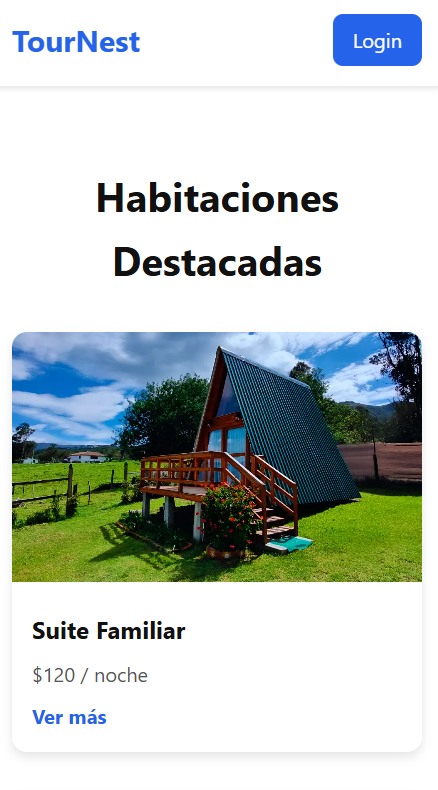 TourNest
Login
Habitaciones
Destacadas
Suite Familiar
$120 / noche
Ver más